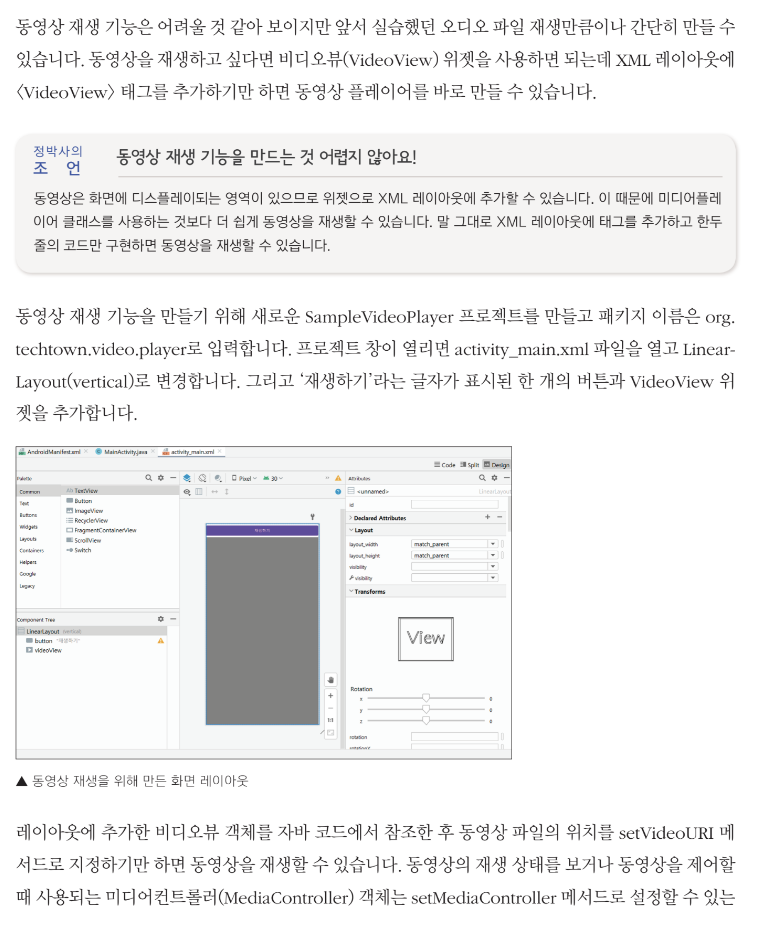 동영상 재생 기능은 어려울 것 같아 보이지만 앞서 실습했던 오디오 파일 재생만큼이나 간단히 만들 수
있습니다. 동영상을 재생하고 싶다면 비디오뷰(VideoView) 위젯을 사용하면 되는데 XML 레이아웃에
〈VideoView〉 태그를 추가하기만 하면 동영상 플레이어를 바로 만들 수 있습니다.
정박사의
조 언
동영상 재생 기능을 만드는 것 어렵지 않아요!
동영상은 화면에 디스플레이되는 영역이 있으므로 위젯으로 XML 레이아웃에 추가할 수 있습니다. 이 때문에 미디어플레
이어 클래스를 사용하는 것보다 더 쉽게 동영상을 재생할 수 있습니다. 말 그대로 XML 레이아웃에 태그를 추가하고 한두
줄의 코드만 구현하면 동영상을 재생할 수 있습니다.
동영상 재생 기능을 만들기 위해 새로운 SampleVideoPlayer 프로젝트를 만들고 패키지 이름은 org.
techtown.video.player로 입력합니다. 프로젝트 창이 열리면 activity_main.xml 파일을 열고 Linear-
Layout(vertical)로 변경합니다. 그리고 ‘재생하기’라는 글자가 표시된 한 개의 버튼과 VideoView 위
젯을 추가합니다.
AndroidManifest.xml MainActivity.java activity_main.xml
Code Split Design
Palette
Common
Text
Buttons
Widgets
Layouts
Containers
Helpers
Google
Legacy
Ab TextView
Button
ImageView
RecyclerView
FragmentContainerView
ScrollView
Switch
Component Tree
LinearLayout vertical
button "재생하기"
videoView
Pixel 30
재생하기
1:1
Attributes
<unnamed> LinearLayout
id
Declared Attributes
Layout
layout_width match_parent
layout_height match_parent
visibility
visibility
Transforms
View
Rotation
x 0
y 0
z 0
rotation
rotationX
▲ 동영상 재생을 위해 만든 화면 레이아웃
레이아웃에 추가한 비디오뷰 객체를 자바 코드에서 참조한 후 동영상 파일의 위치를 setVideoURI 메
서드로 지정하기만 하면 동영상을 재생할 수 있습니다. 동영상의 재생 상태를 보거나 동영상을 제어할
때 사용되는 미디어컨트롤러(MediaController) 객체는 setMediaController 메서드로 설정할 수 있는